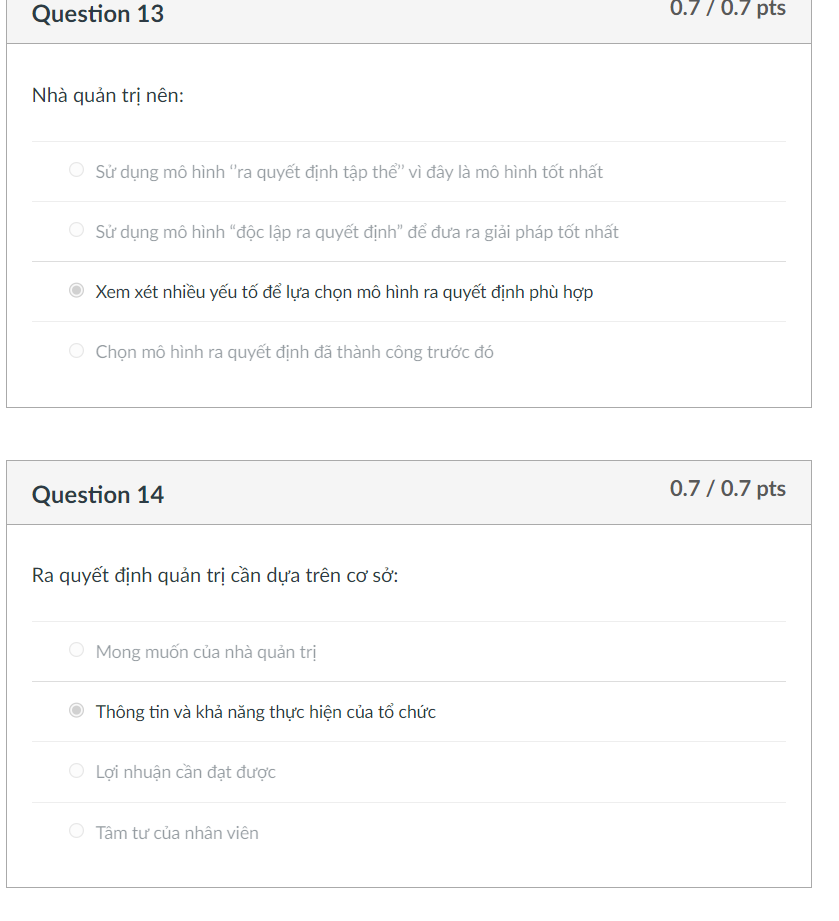 Question 13
0.7 / 0.7 pts
Nhà quản trị nên:
Sử dụng mô hình ‘’ra quyết định tập thể’’ vì đây là mô hình tốt nhất
Sử dụng mô hình “độc lập ra quyết định” để đưa ra giải pháp tốt nhất
Xem xét nhiều yếu tố để lựa chọn mô hình ra quyết định phù hợp
Chọn mô hình ra quyết định đã thành công trước đó
Question 14
0.7 / 0.7 pts
Ra quyết định quản trị cần dựa trên cơ sở:
Mong muốn của nhà quản trị
Thông tin và khả năng thực hiện của tổ chức
Lợi nhuận cần đạt được
Tâm tư của nhân viên